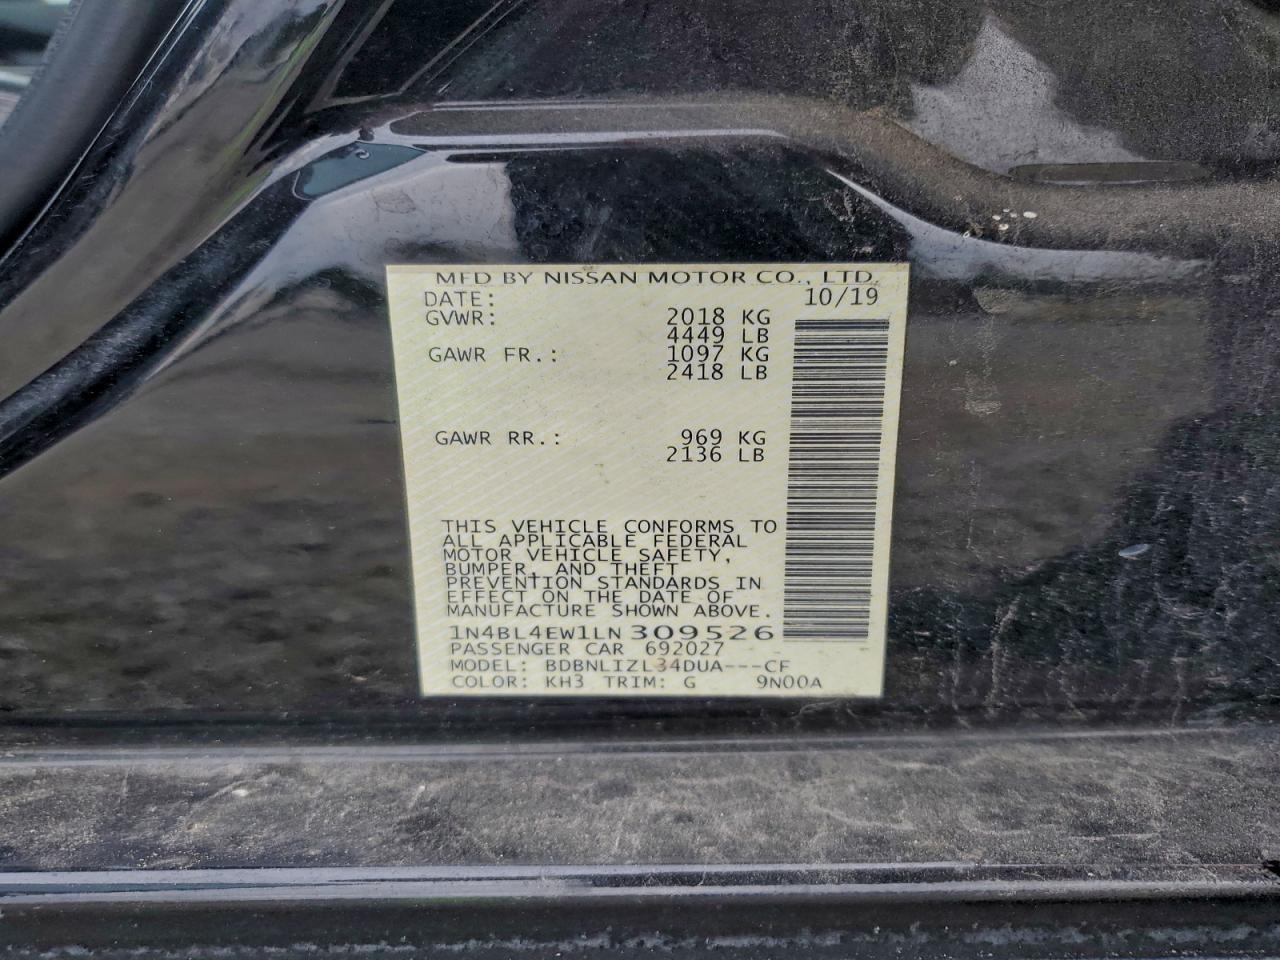 MFD BY NISSAN MOTOR CO., LTD.
DATE: 10/19
GVWR: 2018 KG
4449 LB
GAWR FR.: 1097 KG
2418 LB
GAWR RR.: 969 KG
2136 LB
THIS VEHICLE CONFORMS TO
ALL APPLICABLE FEDERAL
MOTOR VEHICLE SAFETY,
BUMPER, AND THEFT
PREVENTION STANDARDS IN
EFFECT ON THE DATE OF
MANUFACTURE SHOWN ABOVE.
1N4BL4EW1LN309526
PASSENGER CAR 692027
MODEL: BDBNLIZL34DUA---CF
COLOR: KH3 TRIM: G 9N00A